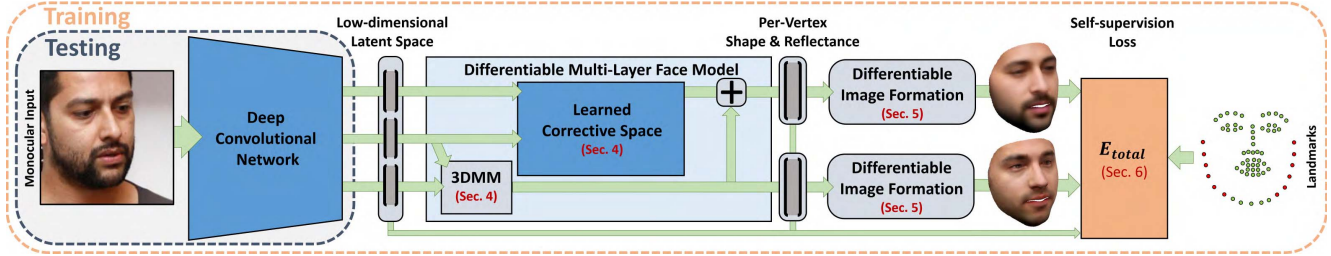 Training
Testing
Monocular Input
Deep
Convolutional
Network
Low-dimensional
Latent Space
Differentiable Multi-Layer Face Model
Learned
Corrective Space
(Sec. 4)
3DMM
(Sec. 4)
+
Per-Vertex
Shape & Reflectance
Differentiable
Image Formation
(Sec. 5)
Differentiable
Image Formation
(Sec. 5)
Self-supervision
Loss
E_total
(Sec. 6)
Landmarks